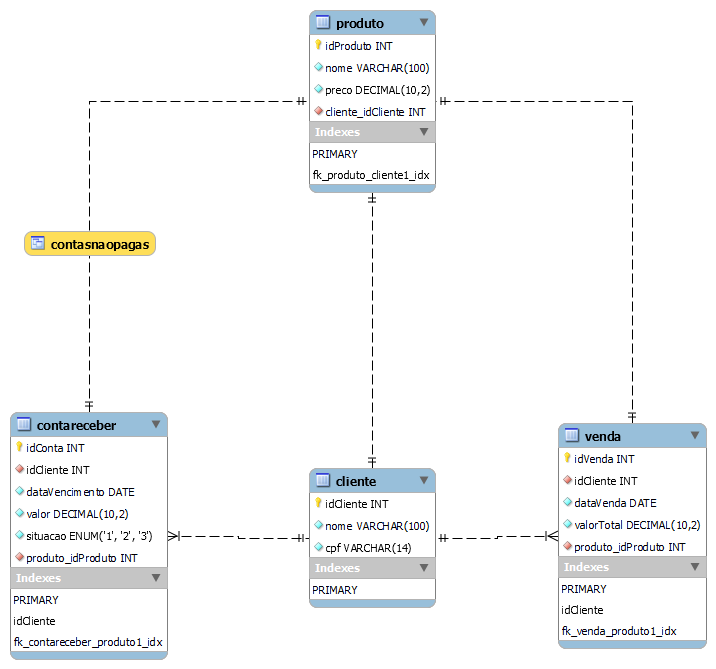 produto
idProduto INT
nome VARCHAR(100)
preco DECIMAL(10,2)
cliente_idCliente INT
Indexes
PRIMARY
fk_produto_cliente1_idx
contasnaopagas
contareceber
idConta INT
idCliente INT
dataVencimento DATE
valor DECIMAL(10,2)
situacao ENUM('1', '2', '3')
produto_idProduto INT
Indexes
PRIMARY
idCliente
fk_contareceber_produto1_idx
cliente
idCliente INT
nome VARCHAR(100)
cpf VARCHAR(14)
Indexes
PRIMARY
venda
idVenda INT
idCliente INT
dataVenda DATE
valorTotal DECIMAL(10,2)
produto_idProduto INT
Indexes
PRIMARY
idCliente
fk_venda_produto1_idx